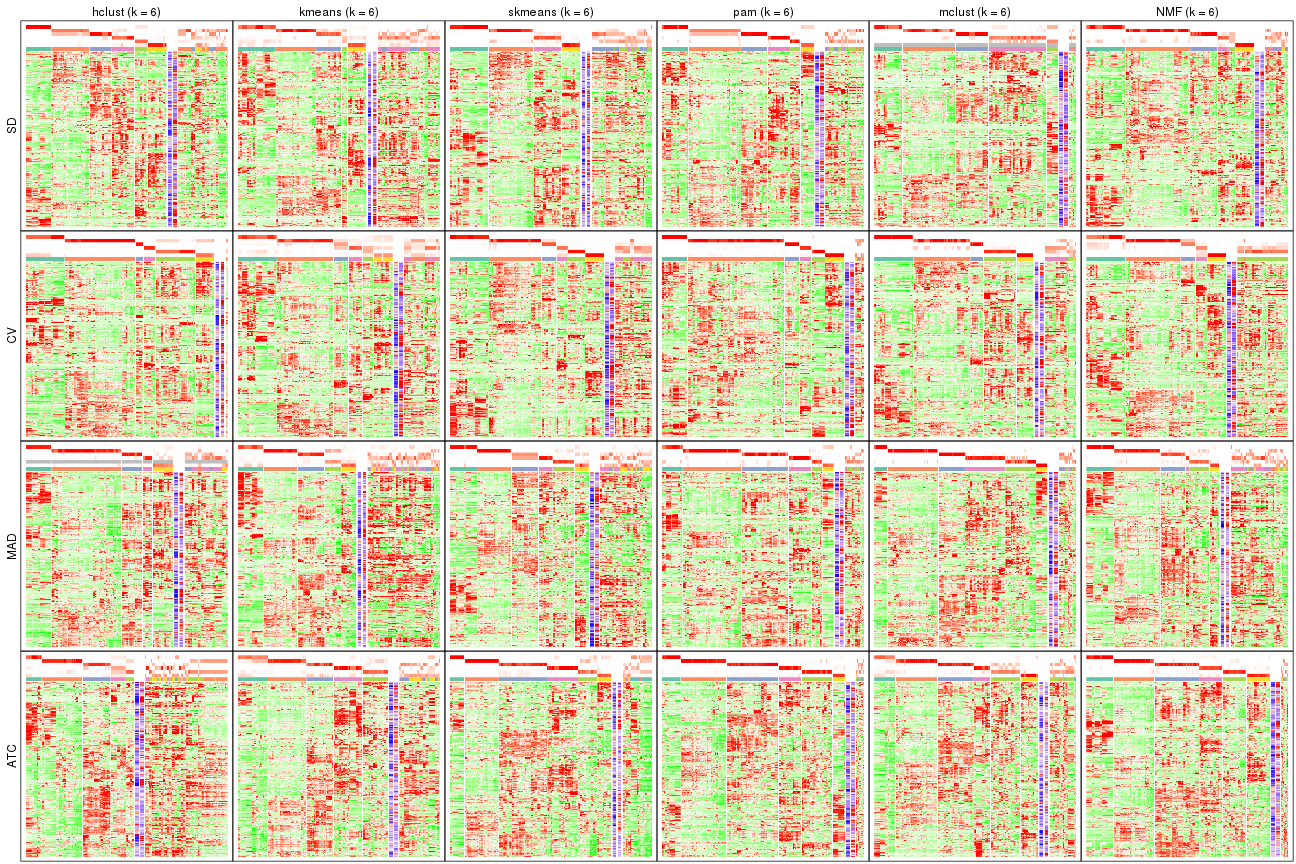 hclust (k = 6)
kmeans (k = 6)
skmeans (k = 6)
pam (k = 6)
mclust (k = 6)
NMF (k = 6)
SD
CV
MAD
ATC